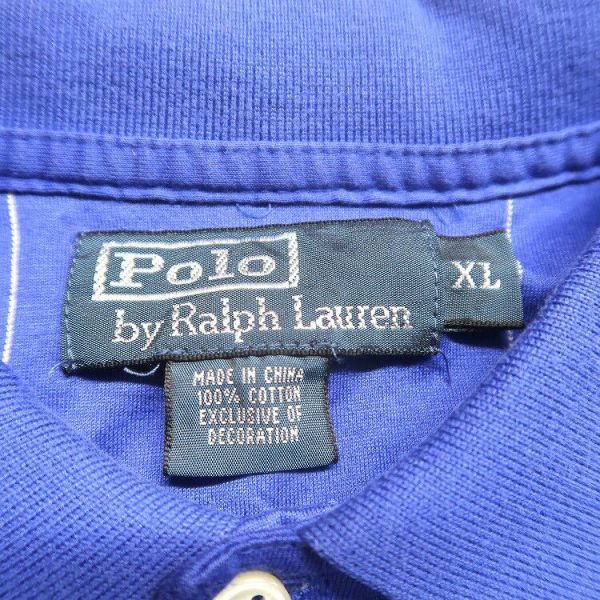 Polo
by Ralph Lauren
XL
MADE IN CHINA
100% COTTON
EXCLUSIVE OF
DECORATION